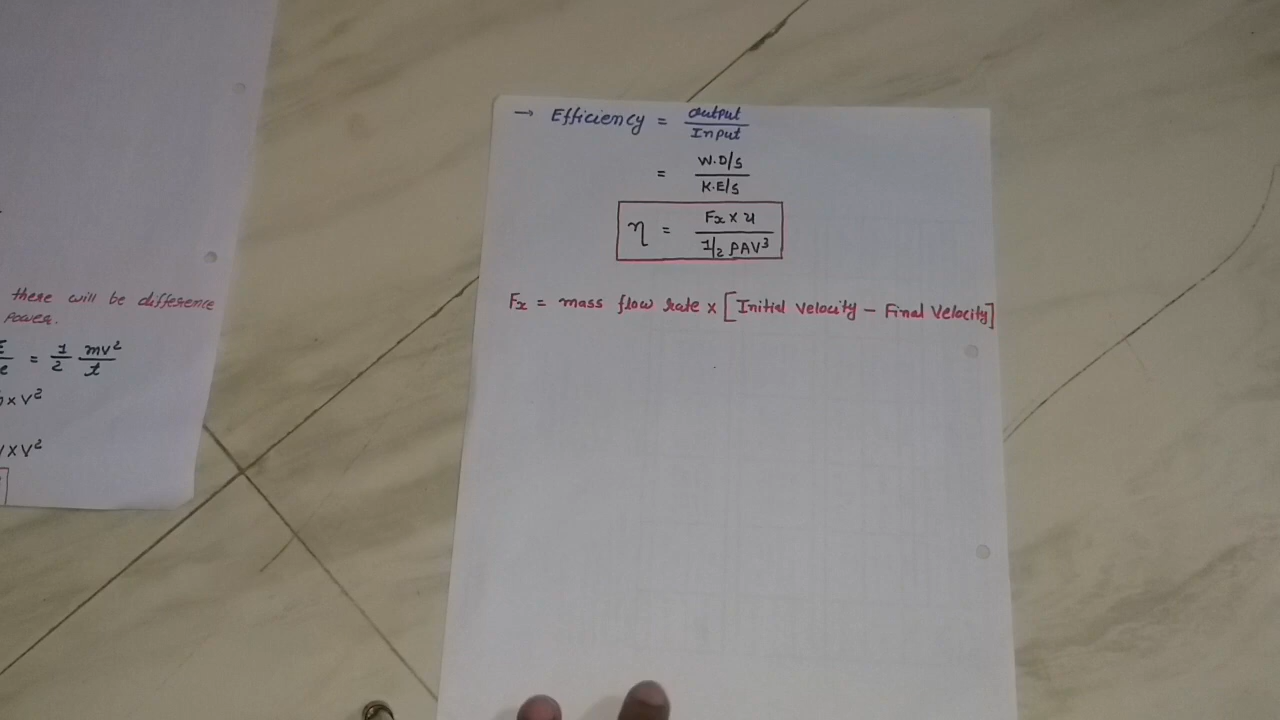 there will be difference
power.
= 1/2 mv²/t
×V²
×V²
→ Efficiency = Output/Input
= W.D/s / K.E/s
η = Fx × u / 1/2 ρAV³
Fx = mass flow rate × [Initial Velocity - Final Velocity]